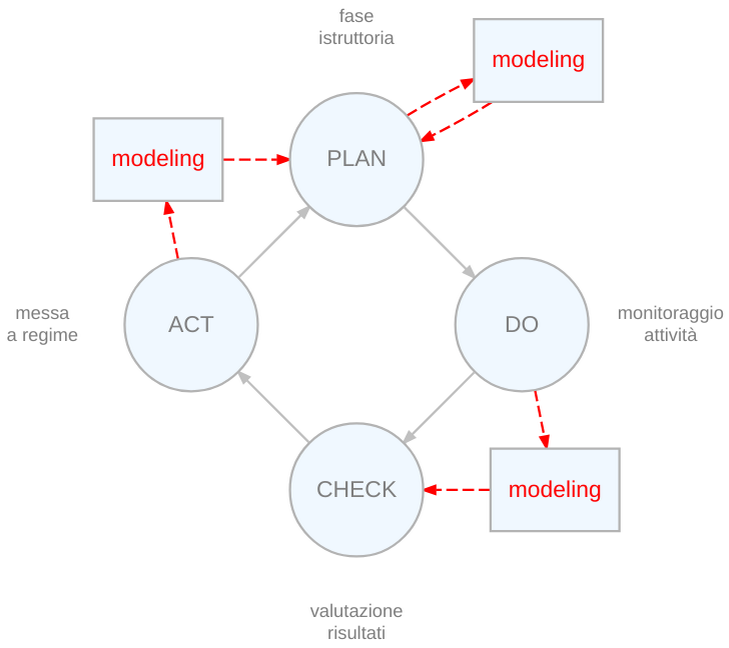 fase
istruttoria
modeling
modeling
PLAN
messa
a regime
ACT
DO
monitoraggio
attività
CHECK
modeling
valutazione
risultati